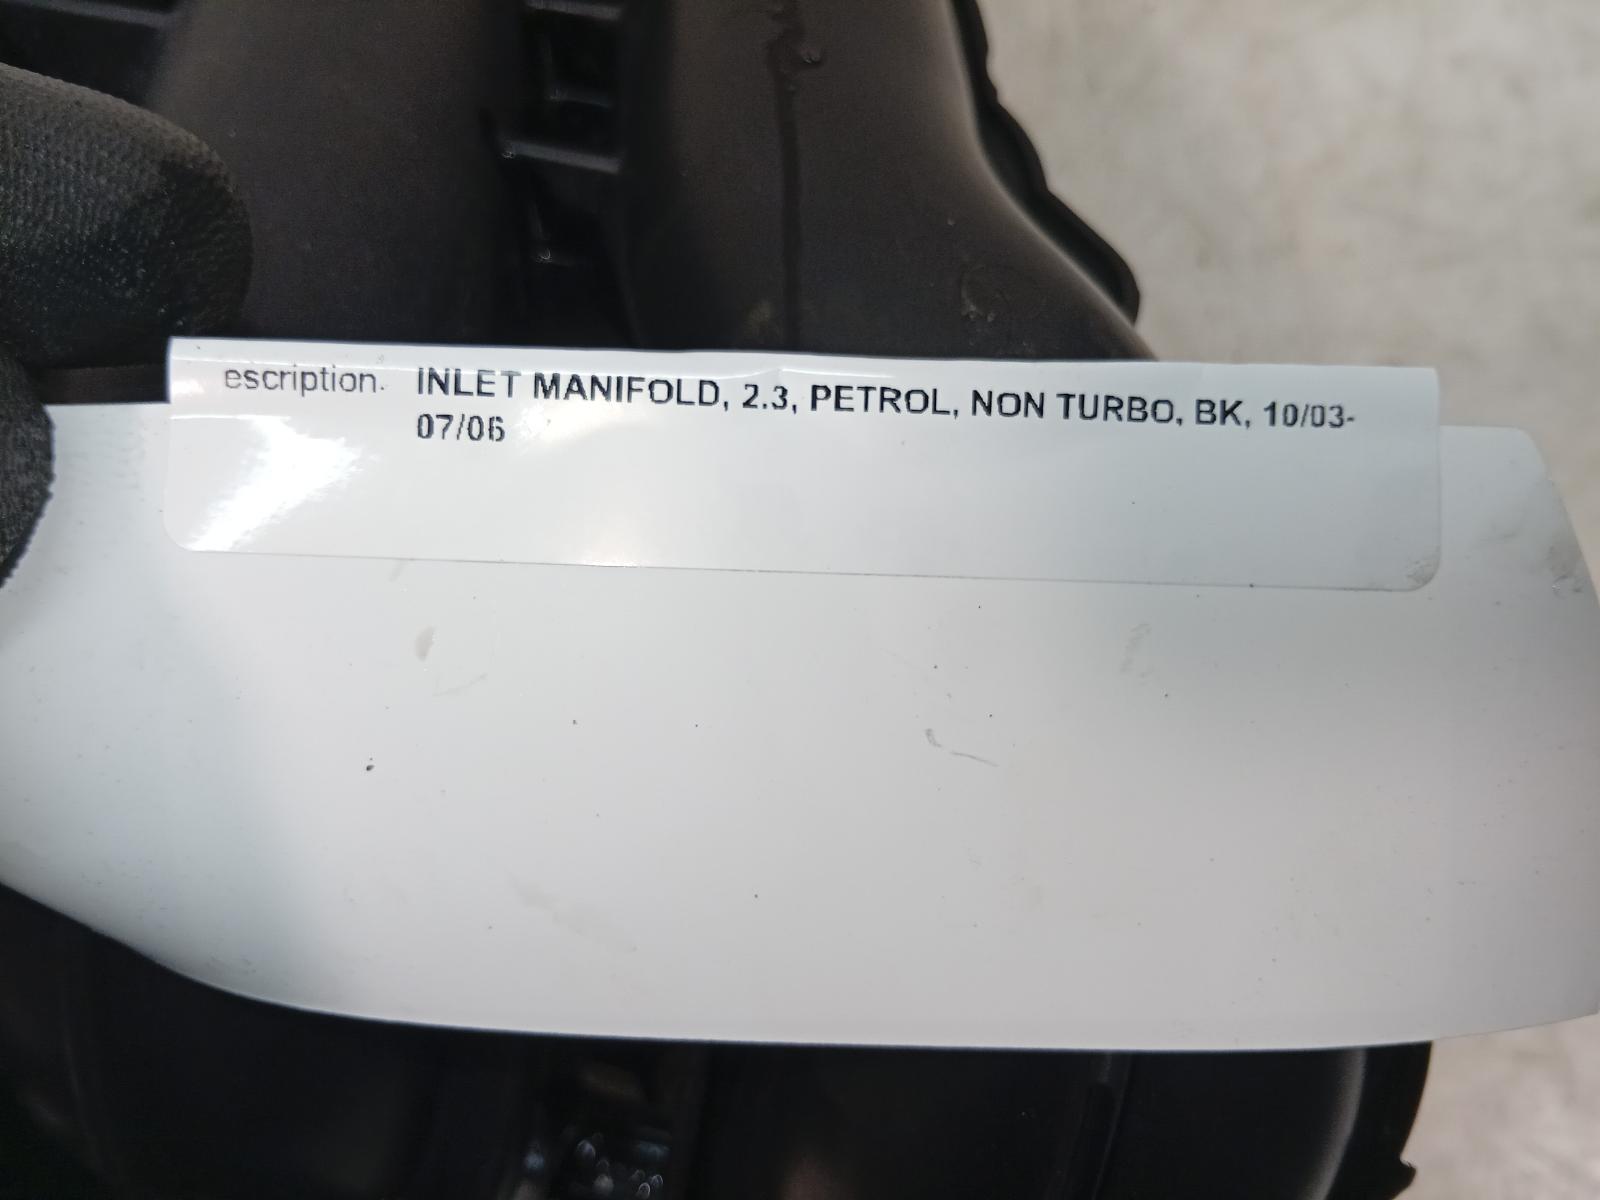 escription. INLET MANIFOLD, 2.3, PETROL, NON TURBO, BK, 10/03-
07/06